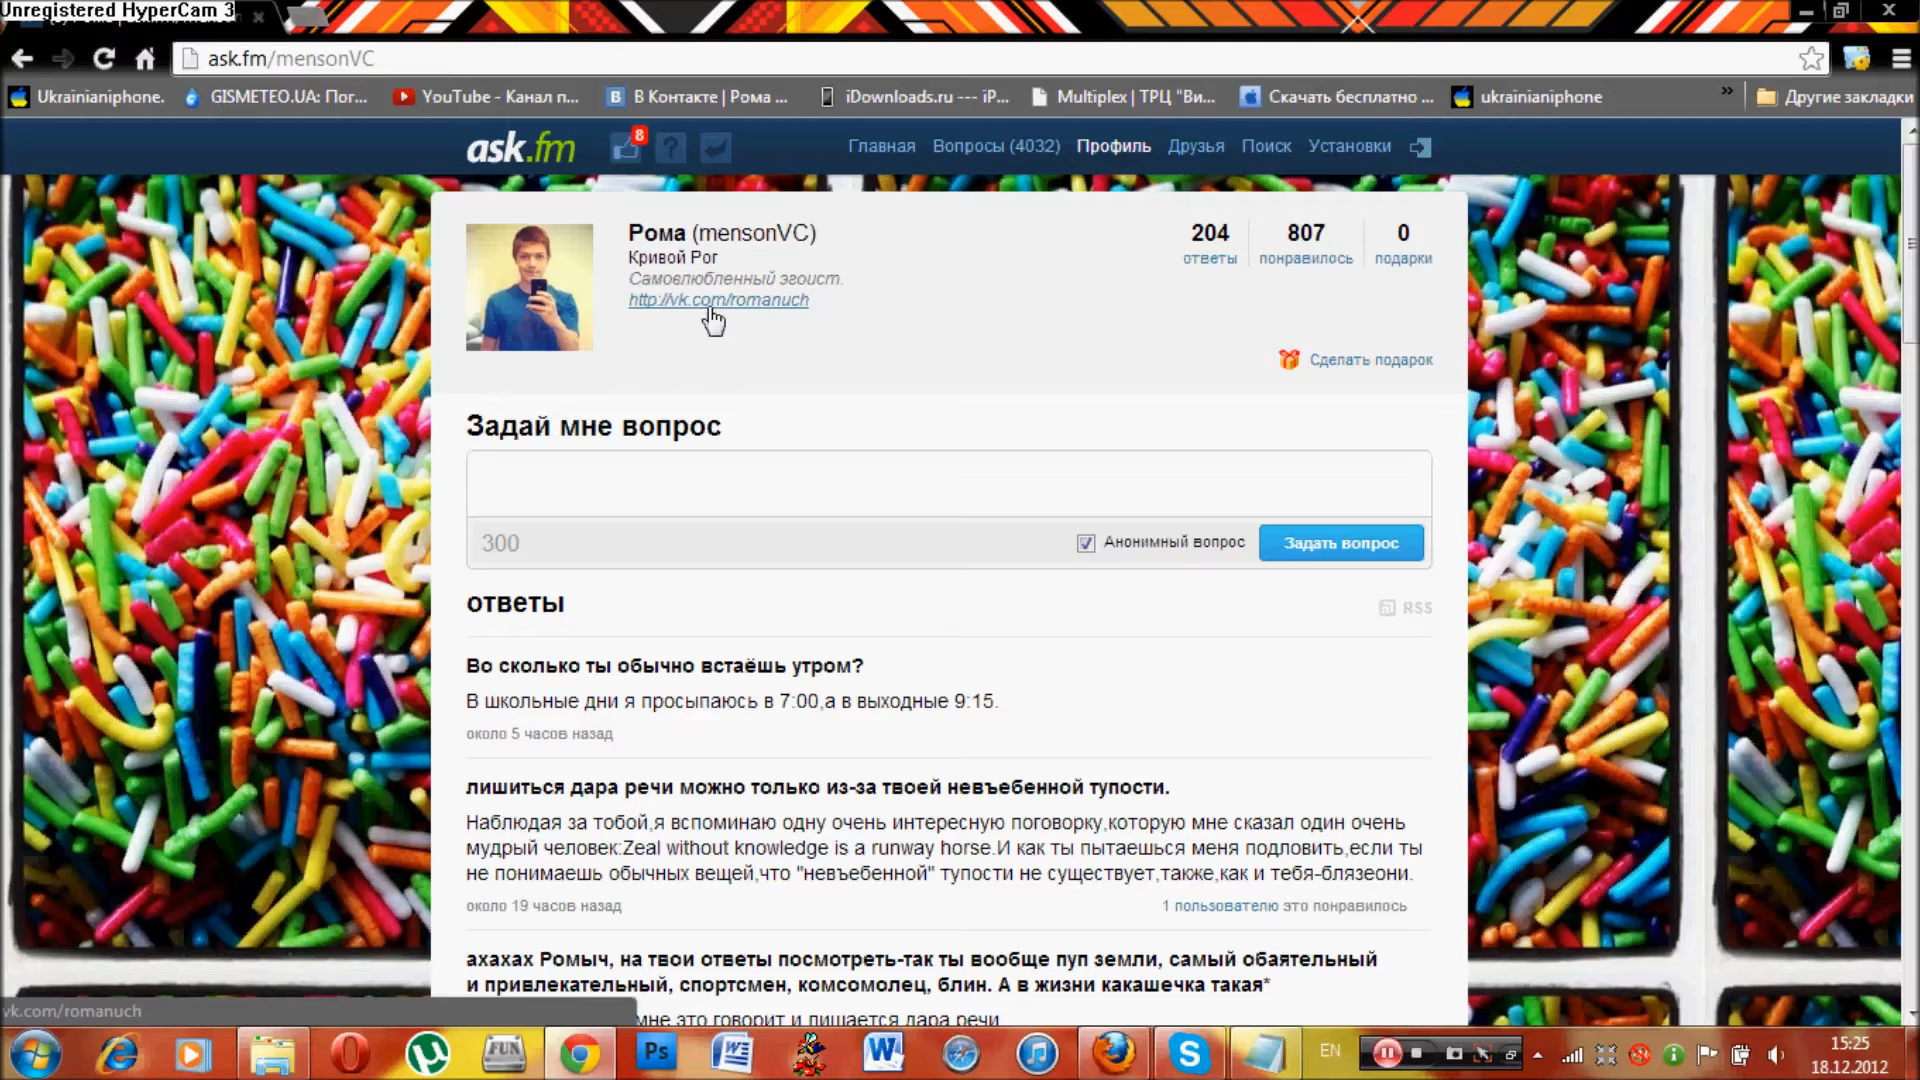 Unregistered HyperCam 3
ask.fm/mensonVC
Ukrainianiphone.
GISMETEO.UA: Пог...
YouTube - Канал п...
В Контакте | Рома ...
iDownloads.ru --- iP...
Multiplex | ТРЦ "Ви...
Скачать бесплатно ...
ukrainianiphone
»
Другие закладки
ask.fm
8
Главная
Вопросы (4032)
Профиль
Друзья
Поиск
Установки
Рома (mensonVC)
Кривой Рог
Самовлюбленный эгоист.
http://vk.com/romanuch
204
ответы
807
понравилось
0
подарки
Сделать подарок
Задай мне вопрос
300
Анонимный вопрос
Задать вопрос
ответы
RSS
Во сколько ты обычно встаёшь утром?
В школьные дни я просыпаюсь в 7:00,а в выходные 9:15.
около 5 часов назад
лишиться дара речи можно только из-за твоей невъебенной тупости.
Наблюдая за тобой,я вспоминаю одну очень интересную поговорку,которую мне сказал один очень
мудрый человек:Zeal without knowledge is a runway horse.И как ты пытаешься меня подловить,если ты
не понимаешь обычных вещей,что "невъебенной" тупости не существует,также,как и тебя-блязеони.
около 19 часов назад
1 пользователю это понравилось
ахахах Ромыч, на твои ответы посмотреть-так ты вообще пуп земли, самый обаятельный
и привлекательный, спортсмен, комсомолец, блин. А в жизни какашечка такая*
мне это говорит и лишается дара речи
vk.com/romanuch
FUN
Ps
EN
15:25
18.12.2012